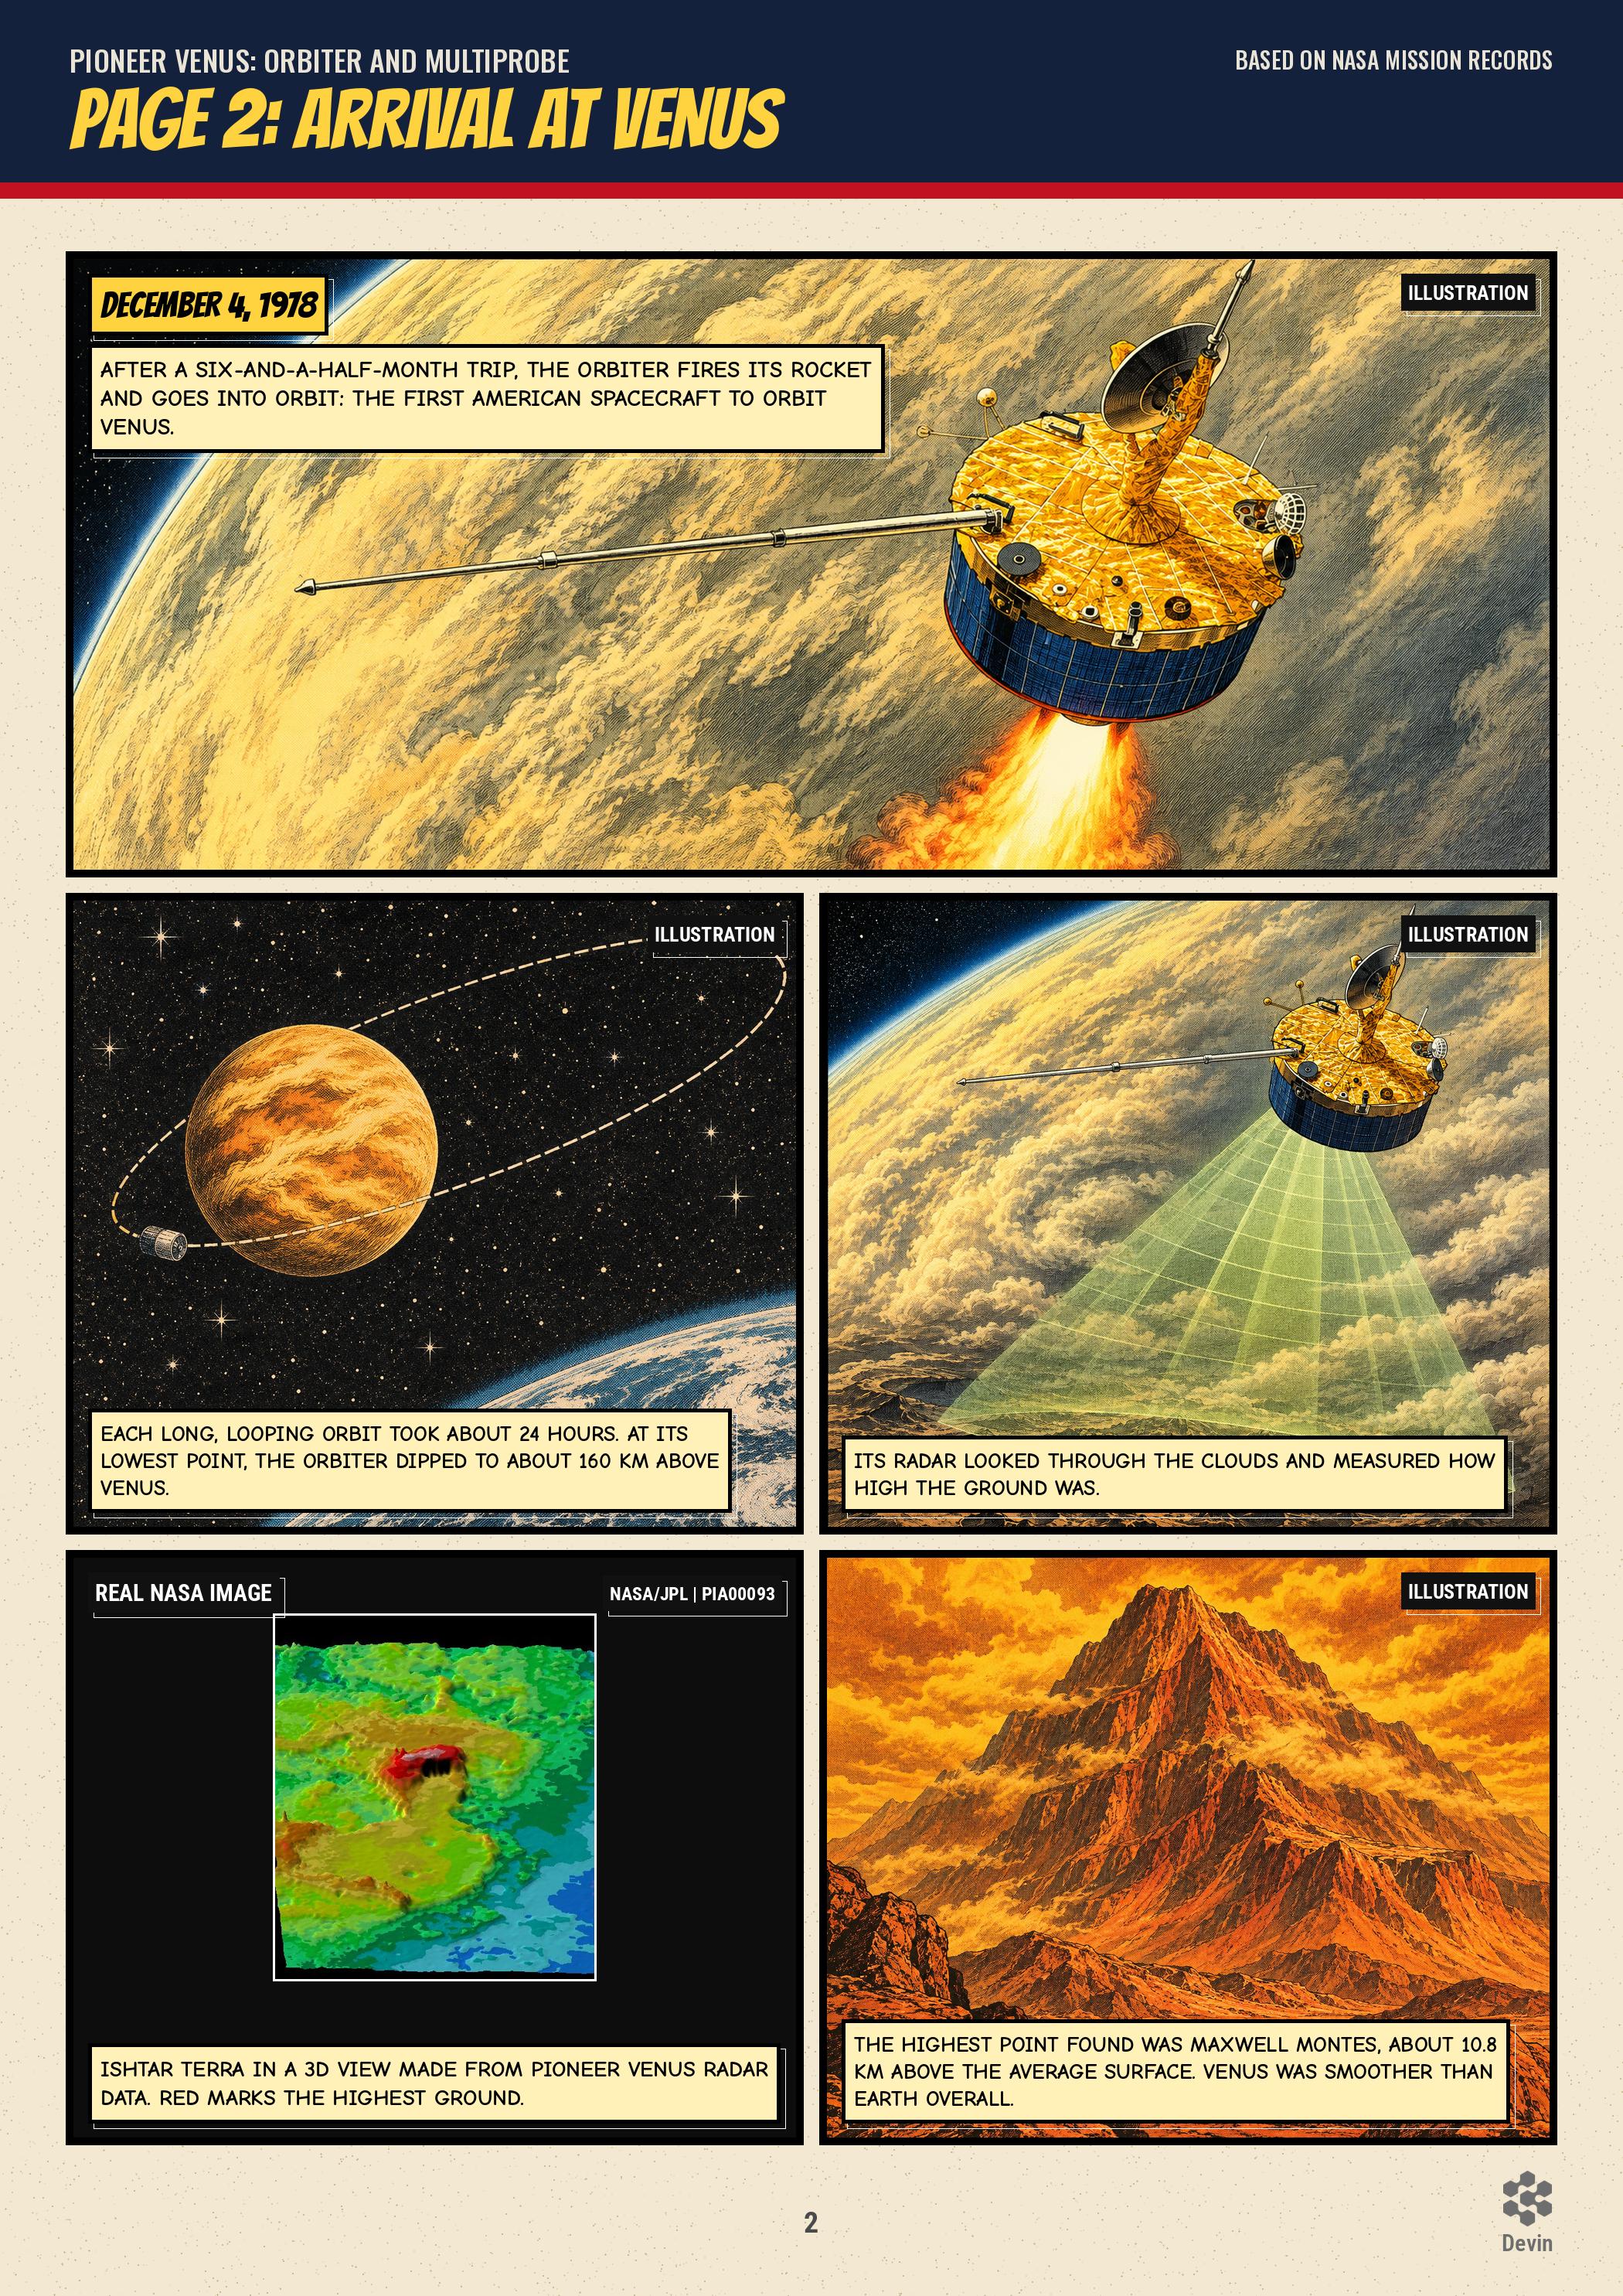 PIONEER VENUS: ORBITER AND MULTIPROBE
BASED ON NASA MISSION RECORDS
PAGE 2: ARRIVAL AT VENUS
DECEMBER 4, 1978
ILLUSTRATION
AFTER A SIX-AND-A-HALF-MONTH TRIP, THE ORBITER FIRES ITS ROCKET
AND GOES INTO ORBIT: THE FIRST AMERICAN SPACECRAFT TO ORBIT
VENUS.
ILLUSTRATION
EACH LONG, LOOPING ORBIT TOOK ABOUT 24 HOURS. AT ITS
LOWEST POINT, THE ORBITER DIPPED TO ABOUT 160 KM ABOVE
VENUS.
ILLUSTRATION
ITS RADAR LOOKED THROUGH THE CLOUDS AND MEASURED HOW
HIGH THE GROUND WAS.
REAL NASA IMAGE
NASA/JPL | PIA00093
ISHTAR TERRA IN A 3D VIEW MADE FROM PIONEER VENUS RADAR
DATA. RED MARKS THE HIGHEST GROUND.
ILLUSTRATION
THE HIGHEST POINT FOUND WAS MAXWELL MONTES, ABOUT 10.8
KM ABOVE THE AVERAGE SURFACE. VENUS WAS SMOOTHER THAN
EARTH OVERALL.
2
Devin